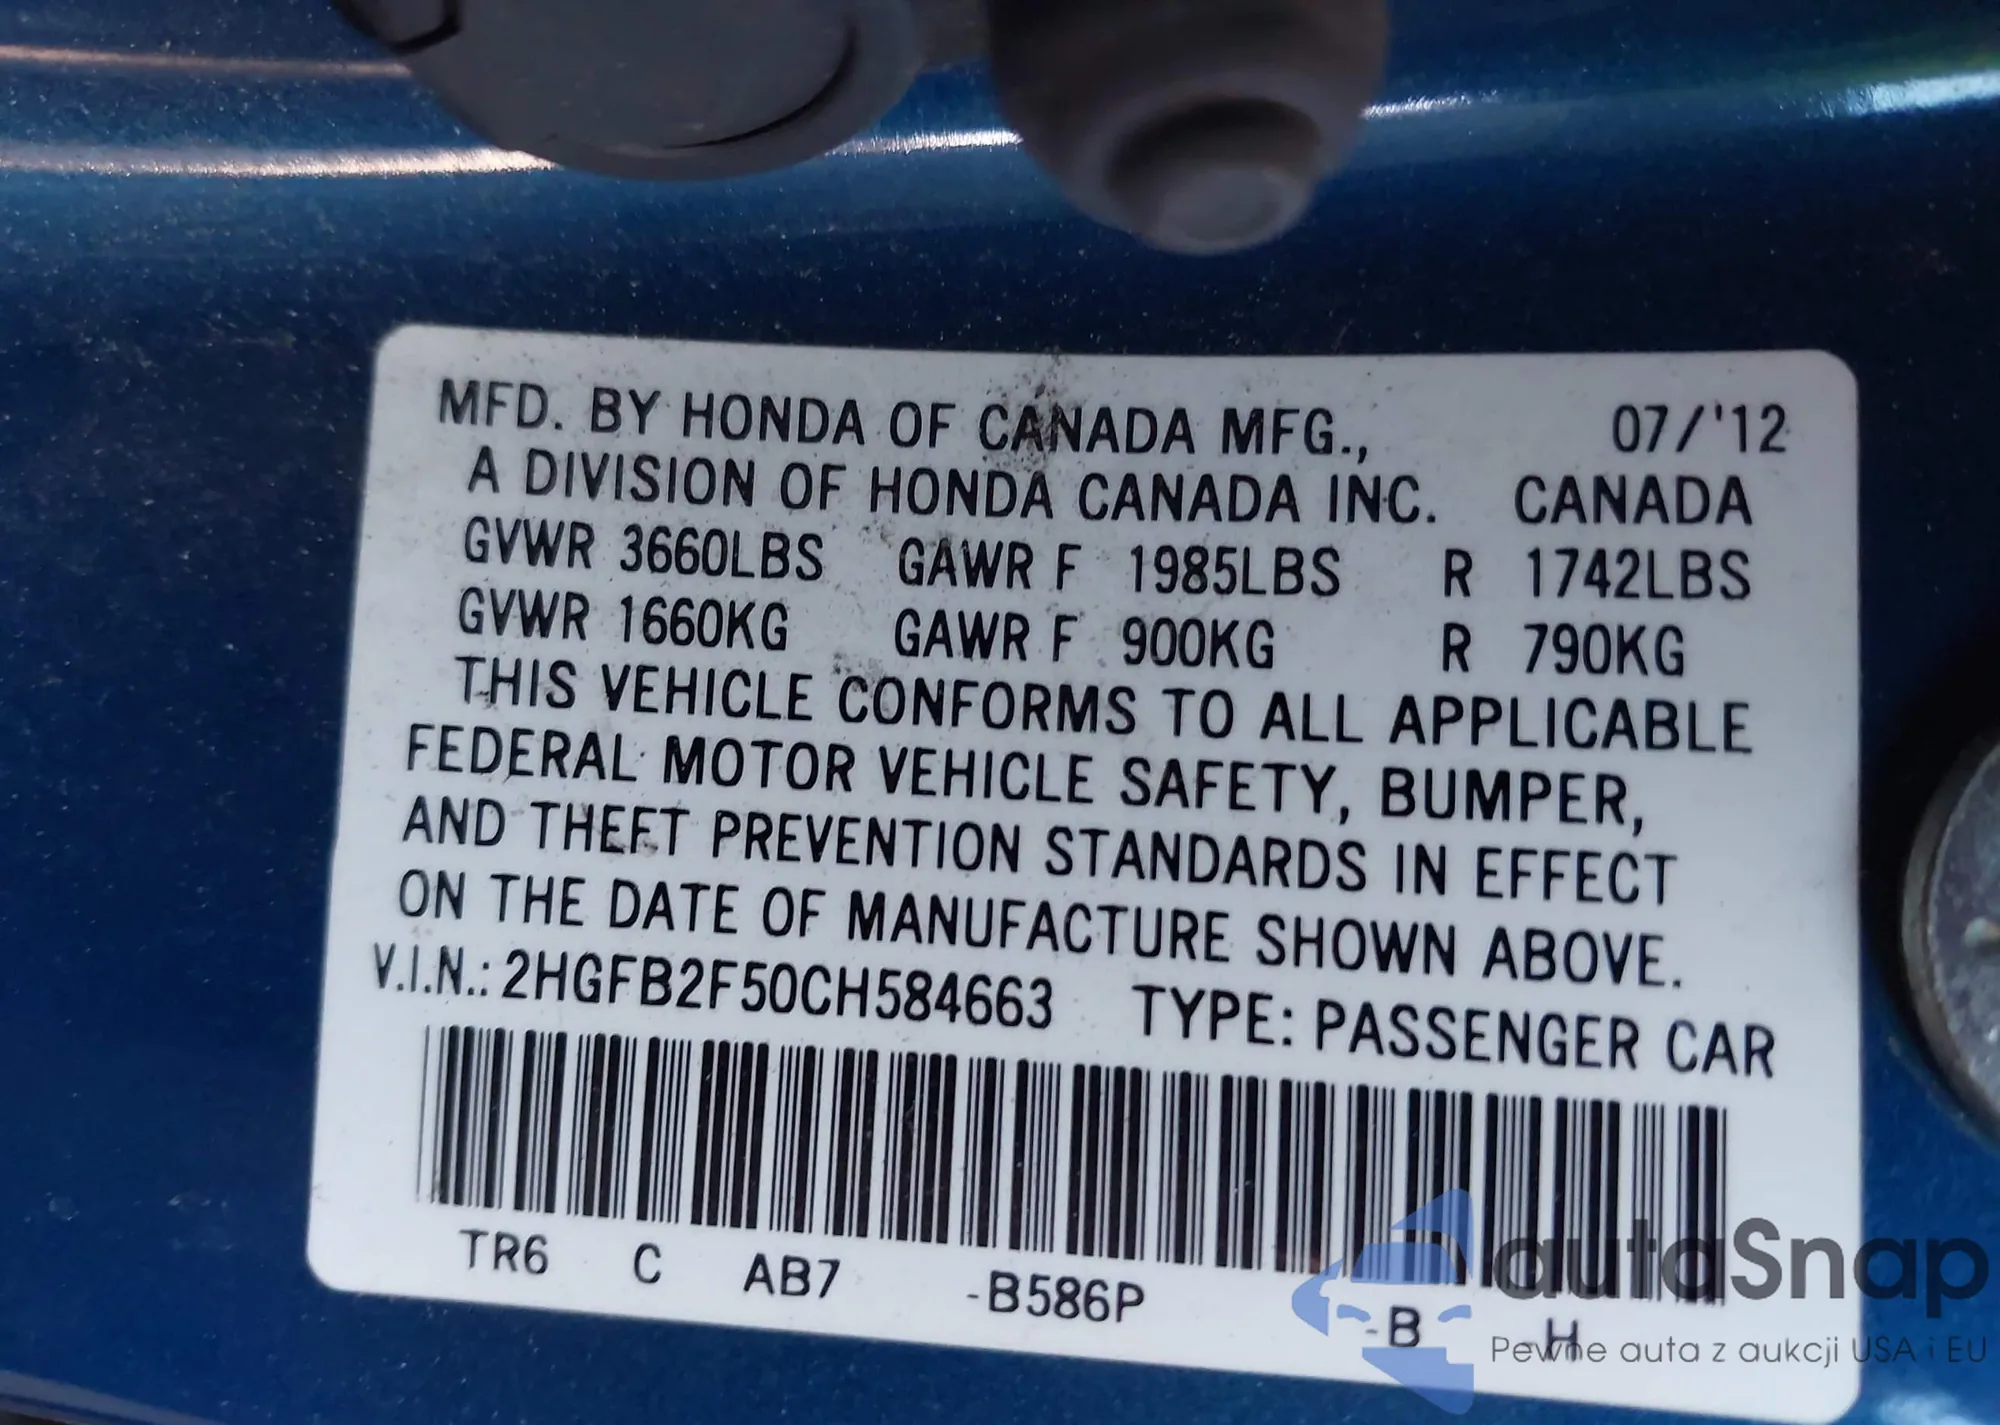 MFD. BY HONDA OF CANADA MFG., 07/'12
A DIVISION OF HONDA CANADA INC. CANADA
GVWR 3660LBS GAWR F 1985LBS R 1742LBS
GVWR 1660KG GAWR F 900KG R 790KG
THIS VEHICLE CONFORMS TO ALL APPLICABLE
FEDERAL MOTOR VEHICLE SAFETY, BUMPER,
AND THEFT PREVENTION STANDARDS IN EFFECT
ON THE DATE OF MANUFACTURE SHOWN ABOVE.
V.I.N.: 2HGFB2F50CH584663 TYPE: PASSENGER CAR
TR6 C AB7 -B586P -B -H
autaSnap
Pewne auta z aukcji USA i EU